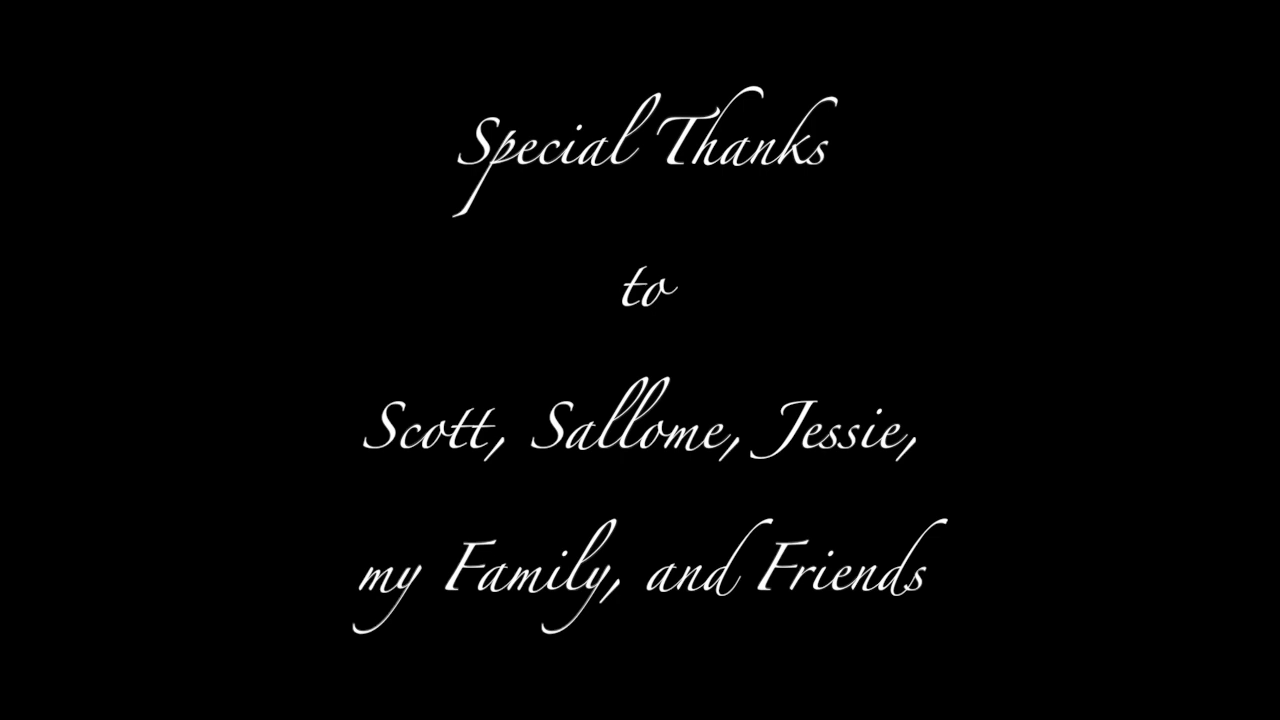 Special Thanks
to
Scott, Sallome, Jessie,
my Family, and Friends